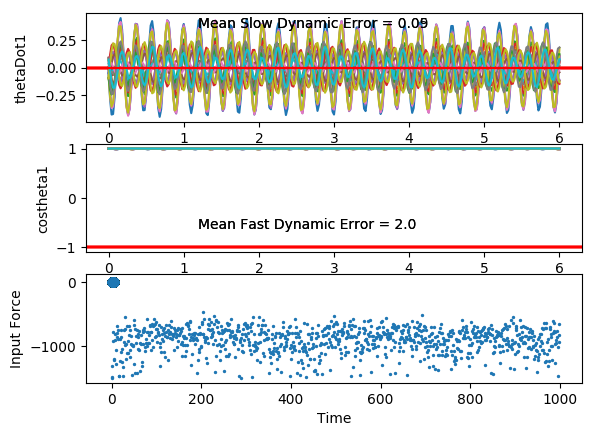 Mean Slow Dynamic Error = 0.09
thetaDot1
0.25
0.00
−0.25
0 1 2 3 4 5 6
costheta1
1
0
−1
Mean Fast Dynamic Error = 2.0
0 1 2 3 4 5 6
Input Force
0
−1000
0 200 400 600 800 1000
Time